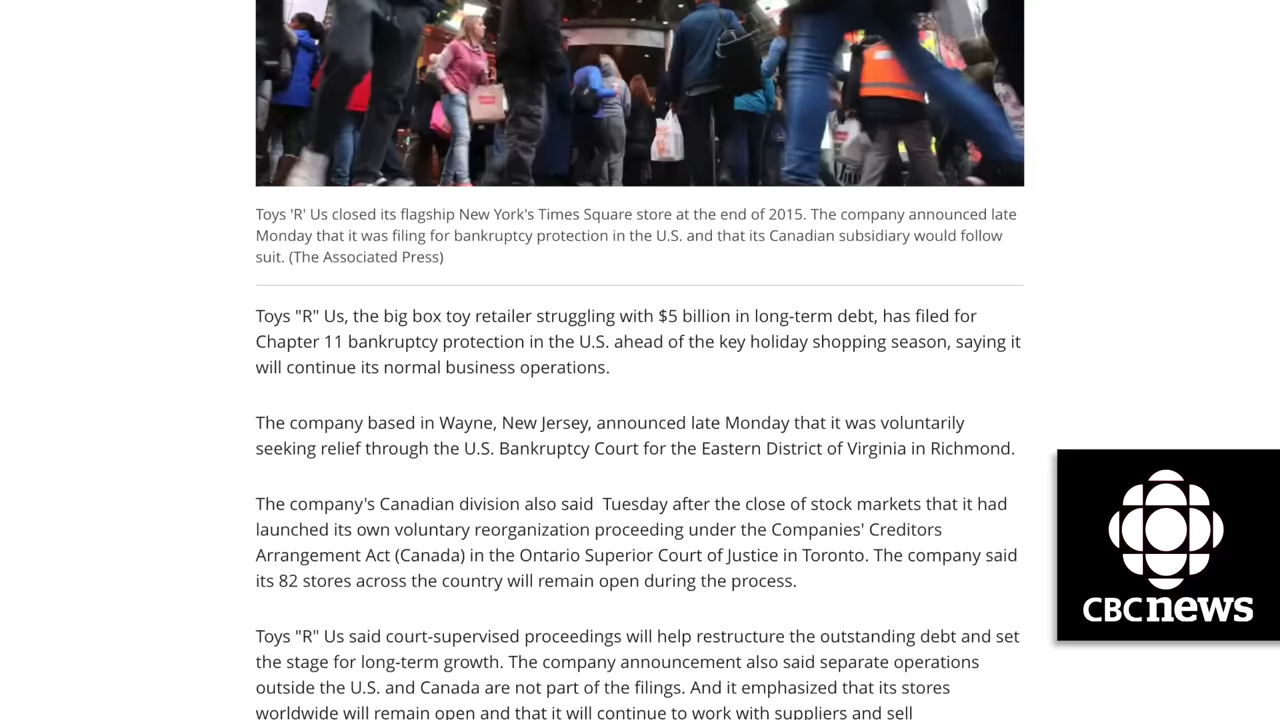 Toys 'R' Us closed its flagship New York's Times Square store at the end of 2015. The company announced late
Monday that it was filing for bankruptcy protection in the U.S. and that its Canadian subsidiary would follow
suit. (The Associated Press)
Toys "R" Us, the big box toy retailer struggling with $5 billion in long-term debt, has filed for
Chapter 11 bankruptcy protection in the U.S. ahead of the key holiday shopping season, saying it
will continue its normal business operations.
The company based in Wayne, New Jersey, announced late Monday that it was voluntarily
seeking relief through the U.S. Bankruptcy Court for the Eastern District of Virginia in Richmond.
The company's Canadian division also said  Tuesday after the close of stock markets that it had
launched its own voluntary reorganization proceeding under the Companies' Creditors
Arrangement Act (Canada) in the Ontario Superior Court of Justice in Toronto. The company said
its 82 stores across the country will remain open during the process.
Toys "R" Us said court-supervised proceedings will help restructure the outstanding debt and set
the stage for long-term growth. The company announcement also said separate operations
outside the U.S. and Canada are not part of the filings. And it emphasized that its stores
worldwide will remain open and that it will continue to work with suppliers and sell
CBC news